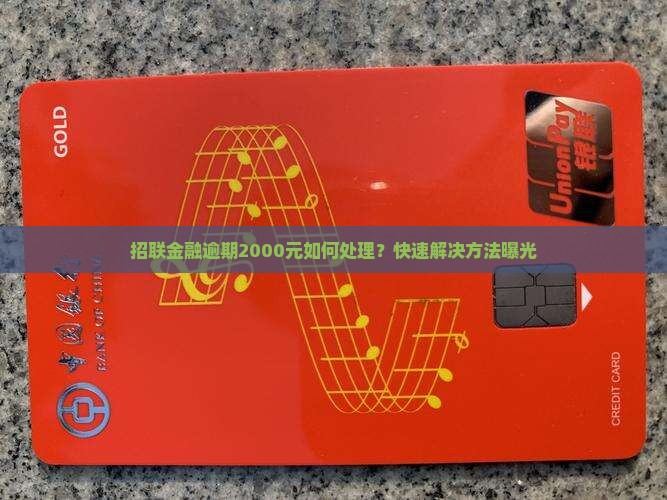 GOLD
UnionPay
银联
招联金融逾期2000元如何处理？快速解决方法曝光
中国银行
BANK OF CHINA
CREDIT CARD